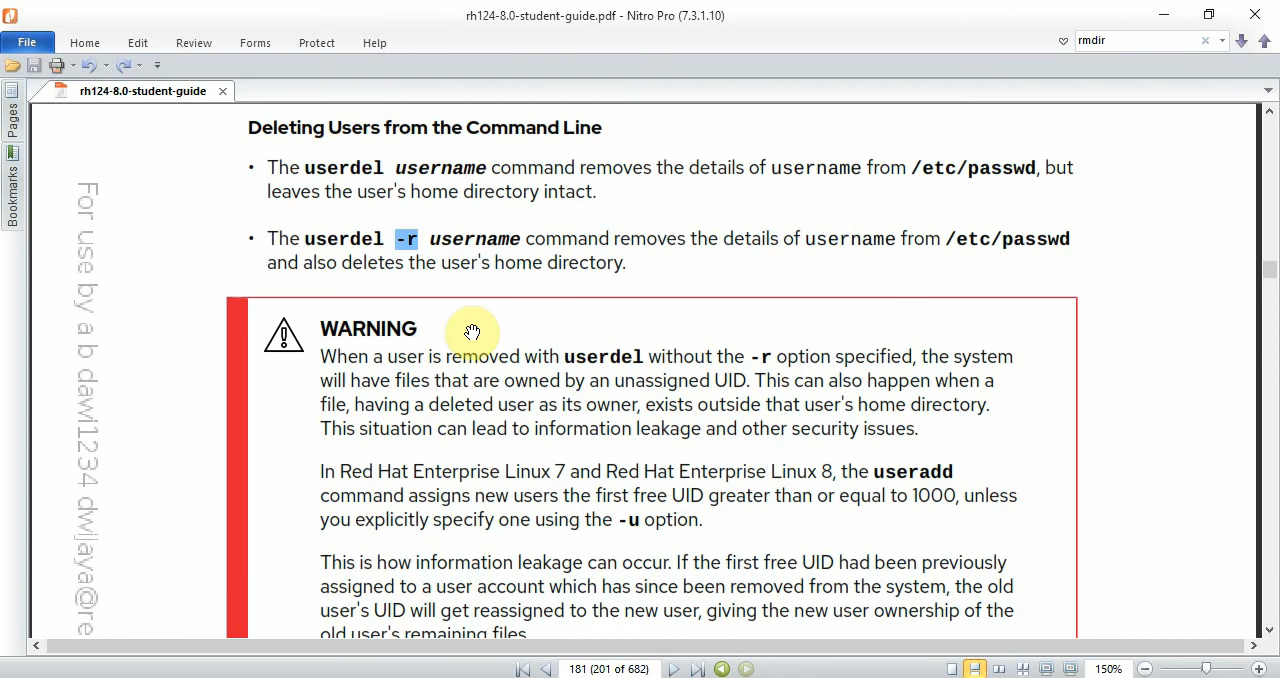 rh124-8.0-student-guide.pdf - Nitro Pro (7.3.1.10)
File Home Edit Review Forms Protect Help
rmdir
rh124-8.0-student-guide
Pages
Bookmarks
For use by a b dawi1234 dwijaya@re
Deleting Users from the Command Line
• The userdel username command removes the details of username from /etc/passwd, but
leaves the user's home directory intact.
• The userdel -r username command removes the details of username from /etc/passwd
and also deletes the user's home directory.
WARNING
When a user is removed with userdel without the -r option specified, the system
will have files that are owned by an unassigned UID. This can also happen when a
file, having a deleted user as its owner, exists outside that user's home directory.
This situation can lead to information leakage and other security issues.
In Red Hat Enterprise Linux 7 and Red Hat Enterprise Linux 8, the useradd
command assigns new users the first free UID greater than or equal to 1000, unless
you explicitly specify one using the -u option.
This is how information leakage can occur. If the first free UID had been previously
assigned to a user account which has since been removed from the system, the old
user's UID will get reassigned to the new user, giving the new user ownership of the
old user's remaining files
181 (201 of 682)
150%